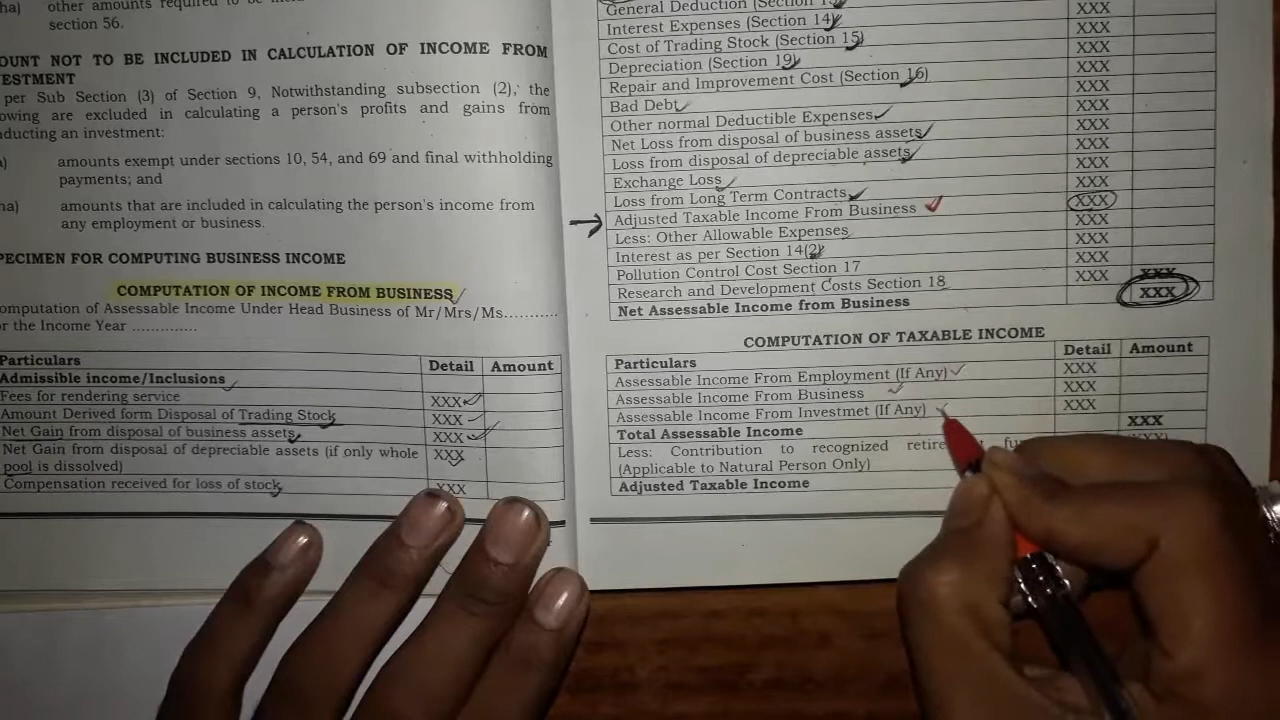 ha) other amounts required to be
section 56.
OUNT NOT TO BE INCLUDED IN CALCULATION OF INCOME FROM
ESTMENT
per Sub Section (3) of Section 9, Notwithstanding subsection (2), the
owing are excluded in calculating a person's profits and gains from
ducting an investment:
) amounts exempt under sections 10, 54, and 69 and final withholding
payments; and
ha) amounts that are included in calculating the person's income from
any employment or business.
PECIMEN FOR COMPUTING BUSINESS INCOME
COMPUTATION OF INCOME FROM BUSINESS
omputation of Assessable Income Under Head Business of Mr/Mrs/Ms...........
or the Income Year .............
Particulars Detail Amount
Admissible income/Inclusions
Fees for rendering service XXX
Amount Derived form Disposal of Trading Stock XXX
Net Gain from disposal of business assets XXX
Net Gain from disposal of depreciable assets (if only whole XXX
pool is dissolved)
Compensation received for loss of stock XXX
General Deduction (Section XXX
Interest Expenses (Section 14) XXX
Cost of Trading Stock (Section 15) XXX
Depreciation (Section 19) XXX
Repair and Improvement Cost (Section 16) XXX
Bad Debt XXX
Other normal Deductible Expenses XXX
Net Loss from disposal of business assets XXX
Loss from disposal of depreciable assets XXX
Exchange Loss XXX
Loss from Long Term Contracts XXX
Adjusted Taxable Income From Business XXX
Less: Other Allowable Expenses XXX
Interest as per Section 14(2) XXX
Pollution Control Cost Section 17 XXX
Research and Development Costs Section 18 XXX XXX
Net Assessable Income from Business XXX
COMPUTATION OF TAXABLE INCOME
Particulars Detail Amount
Assessable Income From Employment (If Any) XXX
Assessable Income From Business XXX
Assessable Income From Investmet (If Any) XXX
Total Assessable Income XXX
Less: Contribution to recognized
(Applicable to Natural Person Only)
Adjusted Taxable Income